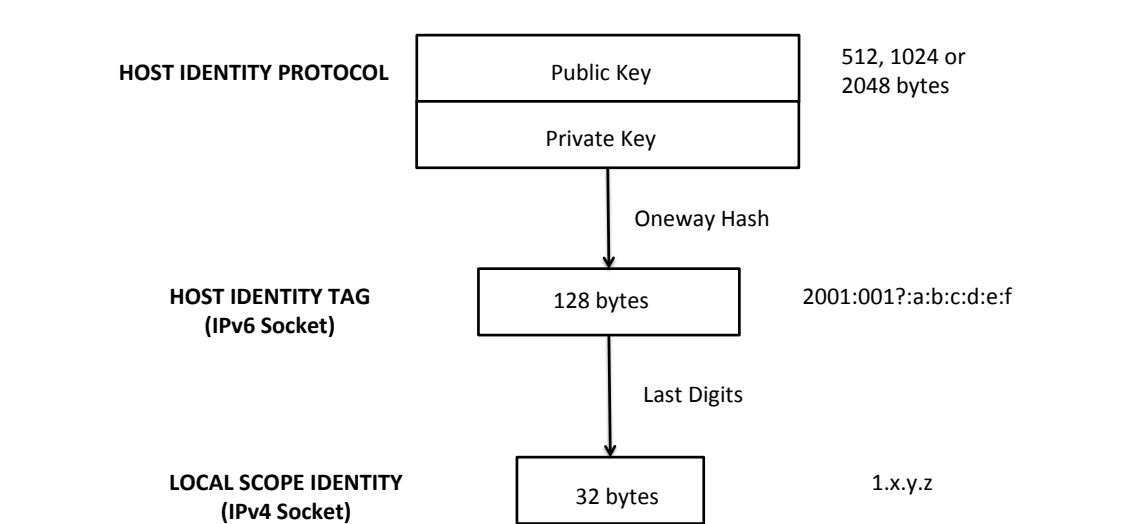 HOST IDENTITY PROTOCOL
Public Key
512, 1024 or
2048 bytes
Private Key
Oneway Hash
HOST IDENTITY TAG
(IPv6 Socket)
128 bytes
2001:001?:a:b:c:d:e:f
Last Digits
LOCAL SCOPE IDENTITY
(IPv4 Socket)
32 bytes
1.x.y.z